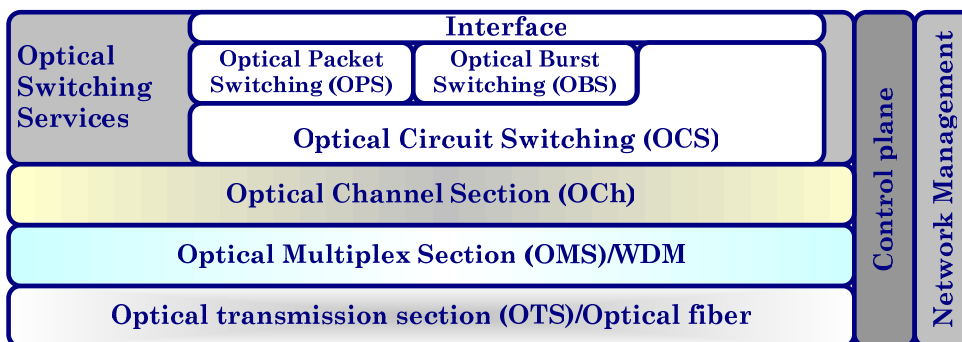 Interface
Optical
Switching
Services
Optical Packet
Switching (OPS)
Optical Burst
Switching (OBS)
Optical Circuit Switching (OCS)
Optical Channel Section (OCh)
Optical Multiplex Section (OMS)/WDM
Optical transmission section (OTS)/Optical fiber
Control plane
Network Management